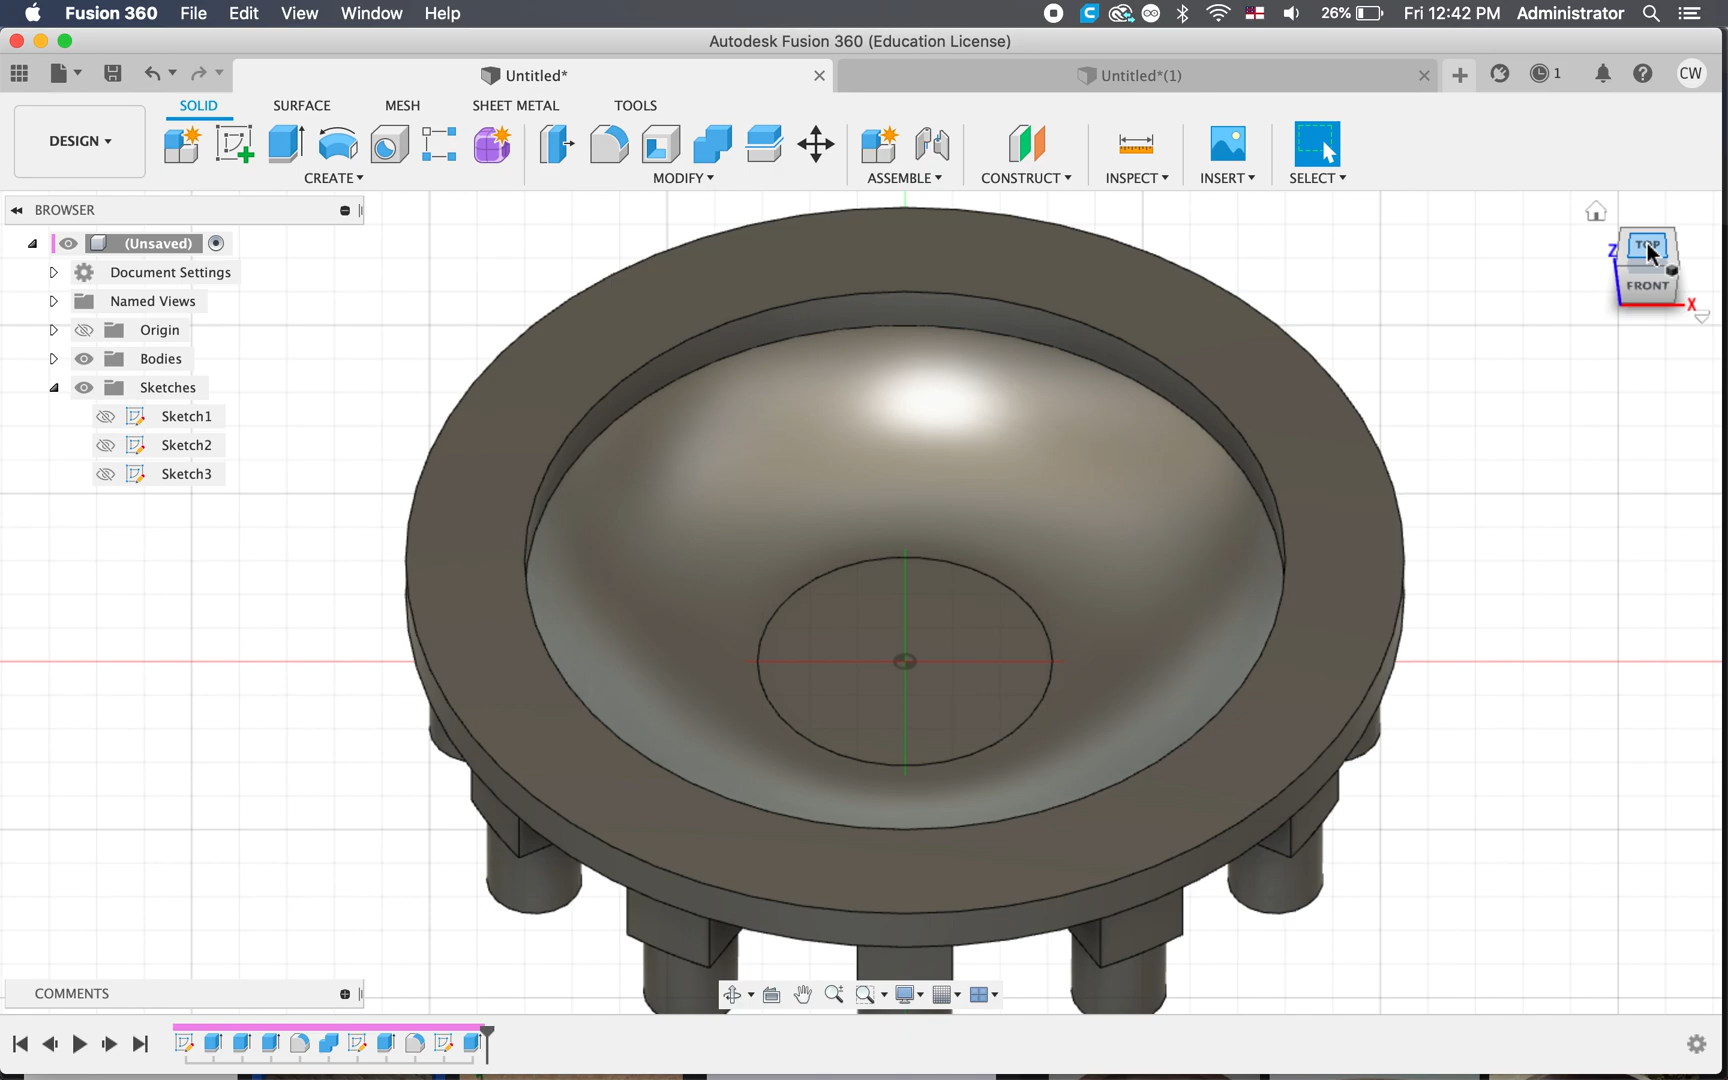 Fusion 360 File Edit View Window Help 26% Fri 12:42 PM Administrator
Autodesk Fusion 360 (Education License)
Untitled* Untitled*(1) 1 CW
SOLID SURFACE MESH SHEET METAL TOOLS
DESIGN
CREATE MODIFY ASSEMBLE CONSTRUCT INSPECT INSERT SELECT
BROWSER
(Unsaved)
Document Settings
Named Views
Origin
Bodies
Sketches
Sketch1
Sketch2
Sketch3
TOP
Z
FRONT
X
COMMENTS